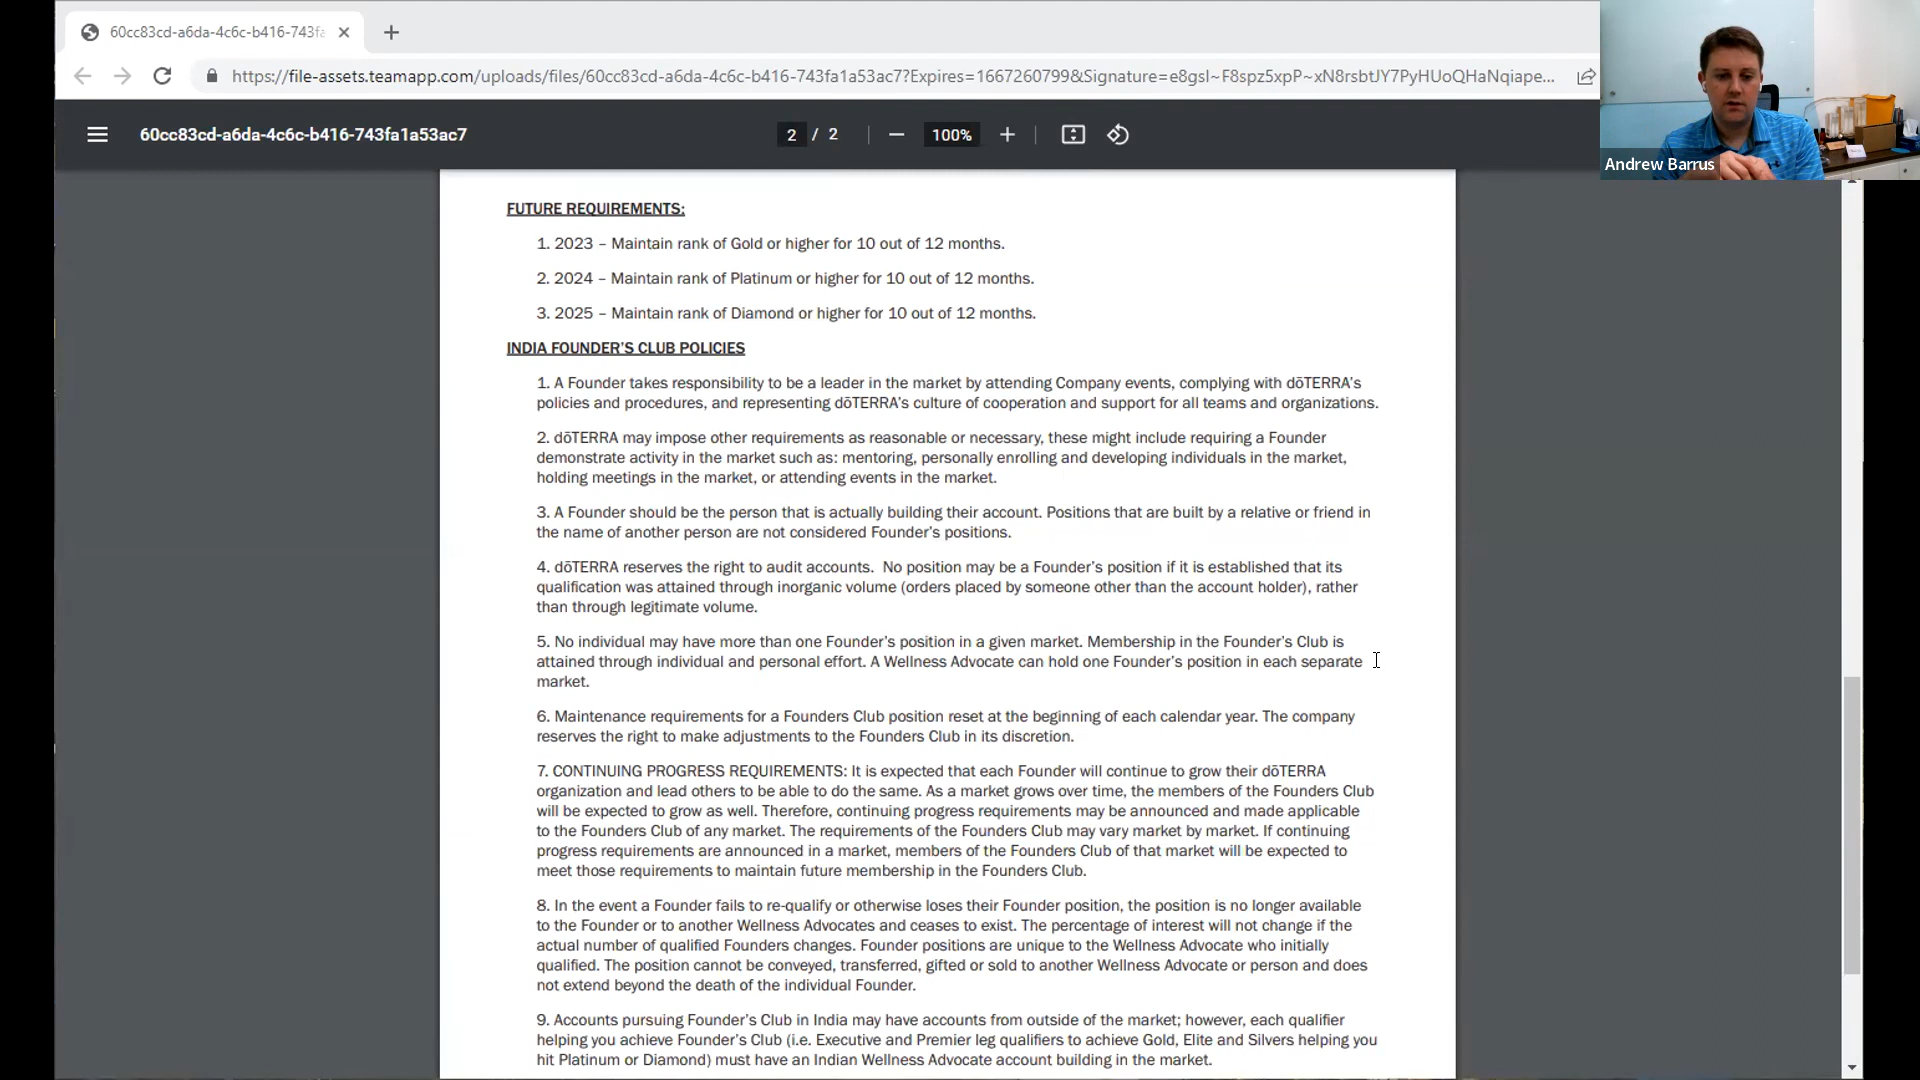 60cc83cd-a6da-4c6c-b416-743fa
https://file-assets.teamapp.com/uploads/files/60cc83cd-a6da-4c6c-b416-743fa1a53ac7?Expires=1667260799&Signature=e8gsl~F8spz5xpP~xN8rsbtJY7PyHUoQHaNqiape...
60cc83cd-a6da-4c6c-b416-743fa1a53ac7
2 / 2
100%
Andrew Barrus
FUTURE REQUIREMENTS:
1. 2023 – Maintain rank of Gold or higher for 10 out of 12 months.
2. 2024 – Maintain rank of Platinum or higher for 10 out of 12 months.
3. 2025 – Maintain rank of Diamond or higher for 10 out of 12 months.
INDIA FOUNDER'S CLUB POLICIES
1. A Founder takes responsibility to be a leader in the market by attending Company events, complying with dōTERRA's
policies and procedures, and representing dōTERRA's culture of cooperation and support for all teams and organizations.
2. dōTERRA may impose other requirements as reasonable or necessary, these might include requiring a Founder
demonstrate activity in the market such as: mentoring, personally enrolling and developing individuals in the market,
holding meetings in the market, or attending events in the market.
3. A Founder should be the person that is actually building their account. Positions that are built by a relative or friend in
the name of another person are not considered Founder's positions.
4. dōTERRA reserves the right to audit accounts.  No position may be a Founder's position if it is established that its
qualification was attained through inorganic volume (orders placed by someone other than the account holder), rather
than through legitimate volume.
5. No individual may have more than one Founder's position in a given market. Membership in the Founder's Club is
attained through individual and personal effort. A Wellness Advocate can hold one Founder's position in each separate
market.
6. Maintenance requirements for a Founders Club position reset at the beginning of each calendar year. The company
reserves the right to make adjustments to the Founders Club in its discretion.
7. CONTINUING PROGRESS REQUIREMENTS: It is expected that each Founder will continue to grow their dōTERRA
organization and lead others to be able to do the same. As a market grows over time, the members of the Founders Club
will be expected to grow as well. Therefore, continuing progress requirements may be announced and made applicable
to the Founders Club of any market. The requirements of the Founders Club may vary market by market. If continuing
progress requirements are announced in a market, members of the Founders Club of that market will be expected to
meet those requirements to maintain future membership in the Founders Club.
8. In the event a Founder fails to re-qualify or otherwise loses their Founder position, the position is no longer available
to the Founder or to another Wellness Advocates and ceases to exist. The percentage of interest will not change if the
actual number of qualified Founders changes. Founder positions are unique to the Wellness Advocate who initially
qualified. The position cannot be conveyed, transferred, gifted or sold to another Wellness Advocate or person and does
not extend beyond the death of the individual Founder.
9. Accounts pursuing Founder's Club in India may have accounts from outside of the market; however, each qualifier
helping you achieve Founder's Club (i.e. Executive and Premier leg qualifiers to achieve Gold, Elite and Silvers helping you
hit Platinum or Diamond) must have an Indian Wellness Advocate account building in the market.